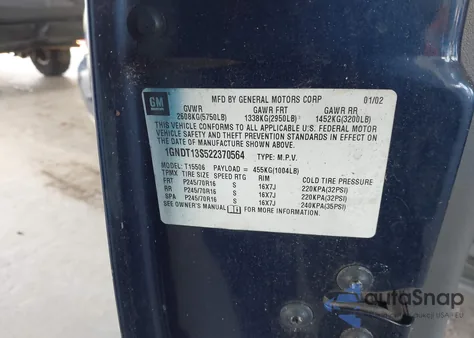 GM
MFD BY GENERAL MOTORS CORP 01/02
GVWR GAWR FRT GAWR RR
2608KG(5750LB) 1338KG(2950LB) 1452KG(3200LB)
THIS VEHICLE CONFORMS TO ALL APPLICABLE U.S. FEDERAL MOTOR
VEHICLE SAFETY AND THEFT PREVENTION STANDARDS IN EFFECT ON
THE DATE OF MANUFACTURE SHOWN ABOVE.
1GNDT13S522370564 TYPE: M.P.V.
MODEL: T15506 PAYLOAD = 455KG(1004LB)
TPMX TIRE SIZE SPEED RTG RIM COLD TIRE PRESSURE
FRT P245/70R16 S 16X7J 220KPA(32PSI)
RR P245/70R16 S 16X7J 220KPA(32PSI)
SPA P245/70R16 S 16X7J 240KPA(35PSI)
SEE OWNER'S MANUAL FOR MORE INFORMATION.
autoSnap